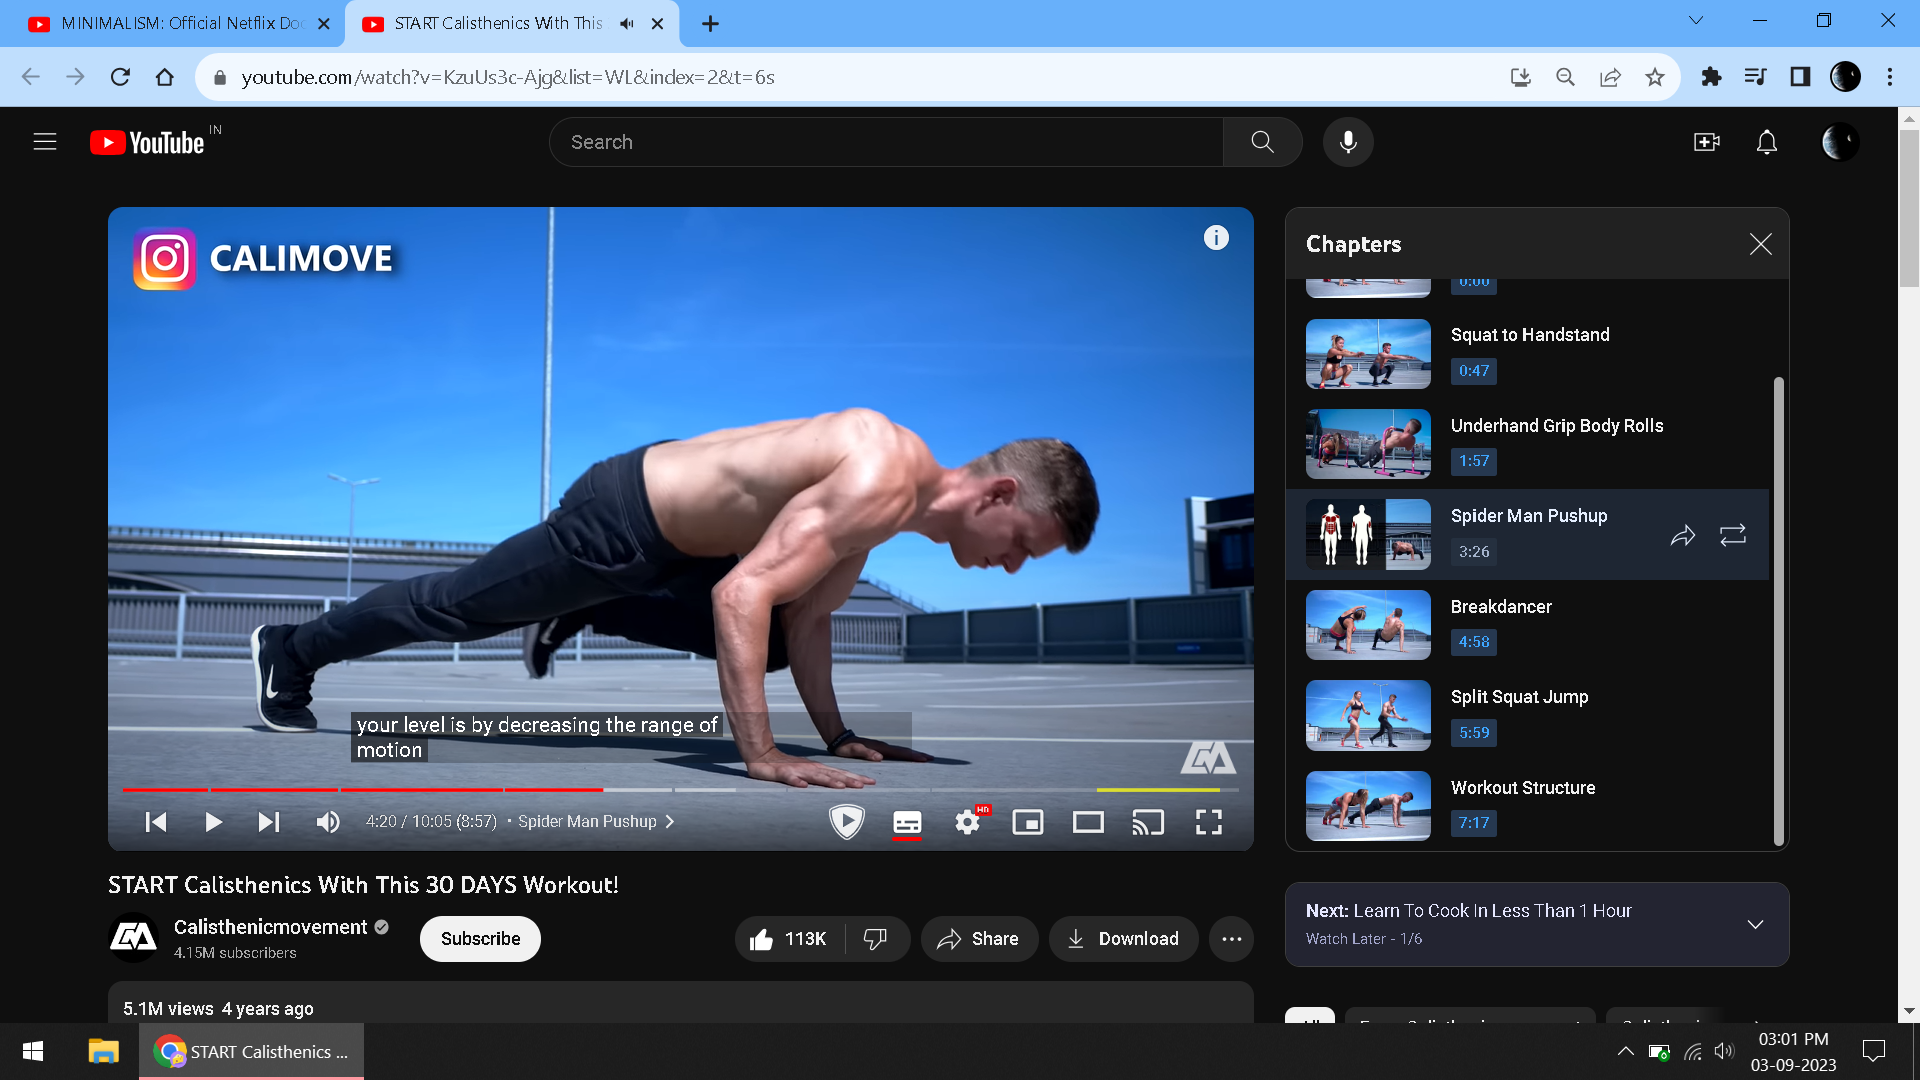 MINIMALISM: Official Netflix Do
START Calisthenics With This
youtube.com/watch?v=KzuUs3c-Ajg&list=WL&index=2&t=6s
YouTube IN
Search
CALIMOVE
i
your level is by decreasing the range of
motion
4:20 / 10:05 (8:57) • Spider Man Pushup
HD
START Calisthenics With This 30 DAYS Workout!
Calisthenicmovement
4.15M subscribers
Subscribe
113K
Share
Download
5.1M views 4 years ago
Chapters
0:00
Squat to Handstand
0:47
Underhand Grip Body Rolls
1:57
Spider Man Pushup
3:26
Breakdancer
4:58
Split Squat Jump
5:59
Workout Structure
7:17
Next: Learn To Cook In Less Than 1 Hour
Watch Later - 1/6
START Calisthenics ...
03:01 PM
03-09-2023